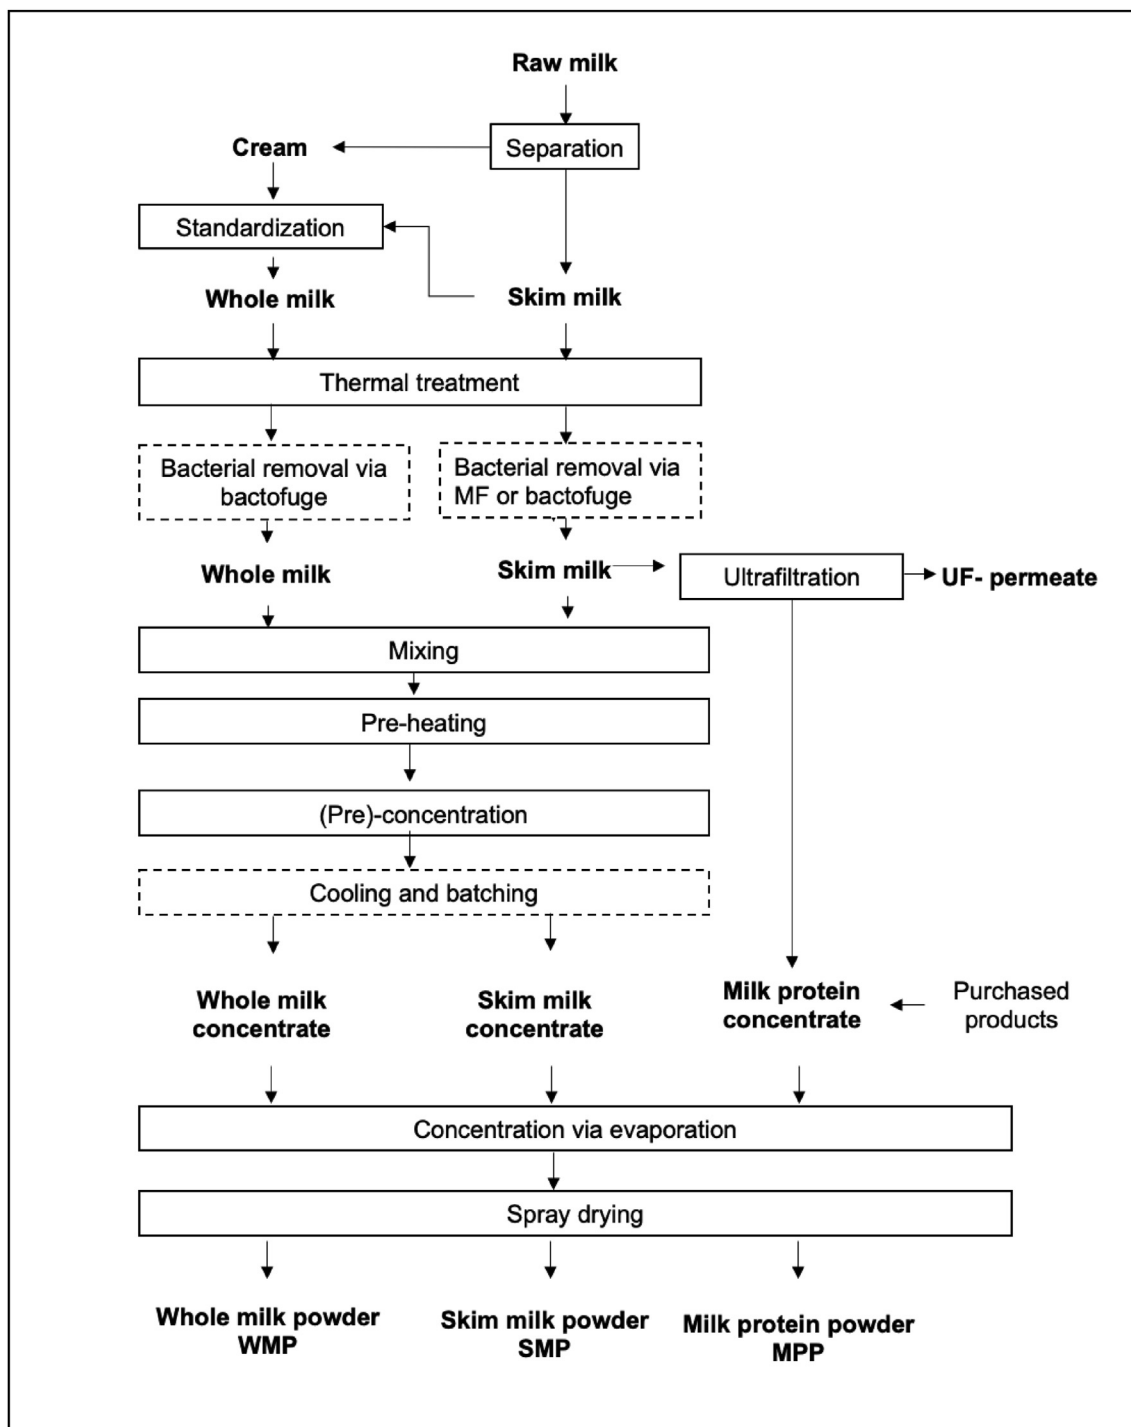 Raw milk
Cream
Separation
Standardization
Whole milk
Skim milk
Thermal treatment
Bacterial removal via
bactofuge
Bacterial removal via
MF or bactofuge
Whole milk
Skim milk
Ultrafiltration
UF- permeate
Mixing
Pre-heating
(Pre)-concentration
Cooling and batching
Whole milk
concentrate
Skim milk
concentrate
Milk protein
concentrate
Purchased
products
Concentration via evaporation
Spray drying
Whole milk powder
WMP
Skim milk powder
SMP
Milk protein powder
MPP